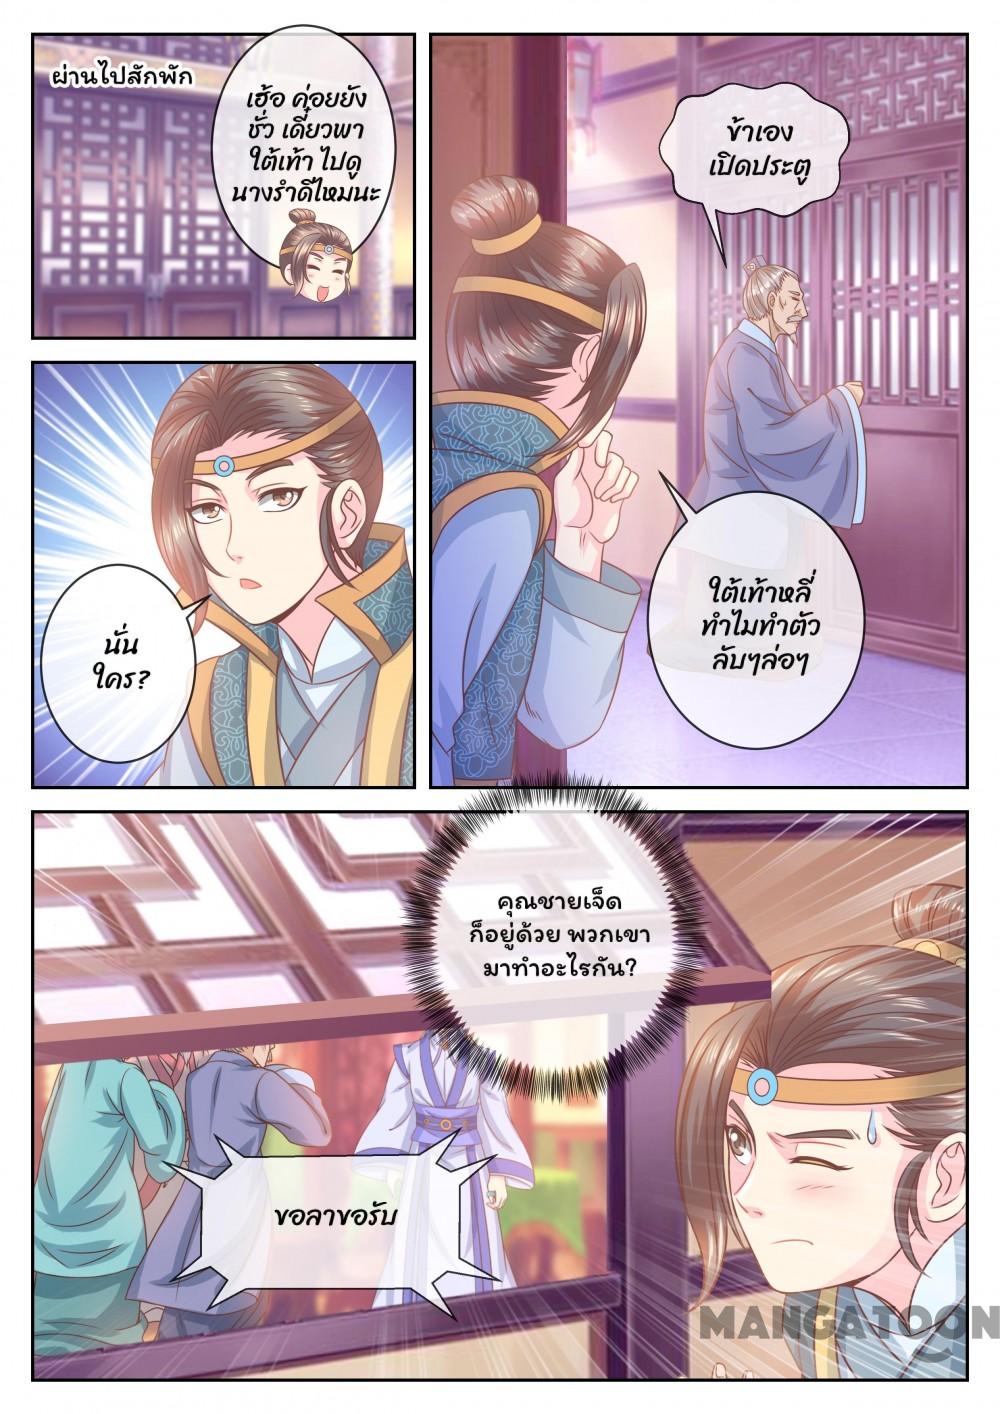 ผ่านไปสักพัก
เฮ้อ ค่อยยัง
ชั่ว เดี๋ยวพา
ใต้เท้า ไปดู
นางรำดีไหมนะ
ข้าเอง
เปิดประตู
นั่น
ใคร?
ใต้เท้าหลี่
ทำไมทำตัว
ลับๆล่อๆ
คุณชายเจ็ด
ก็อยู่ด้วย พวกเขา
มาทำอะไรกัน?
ขอลาขอรับ
MANGATOON